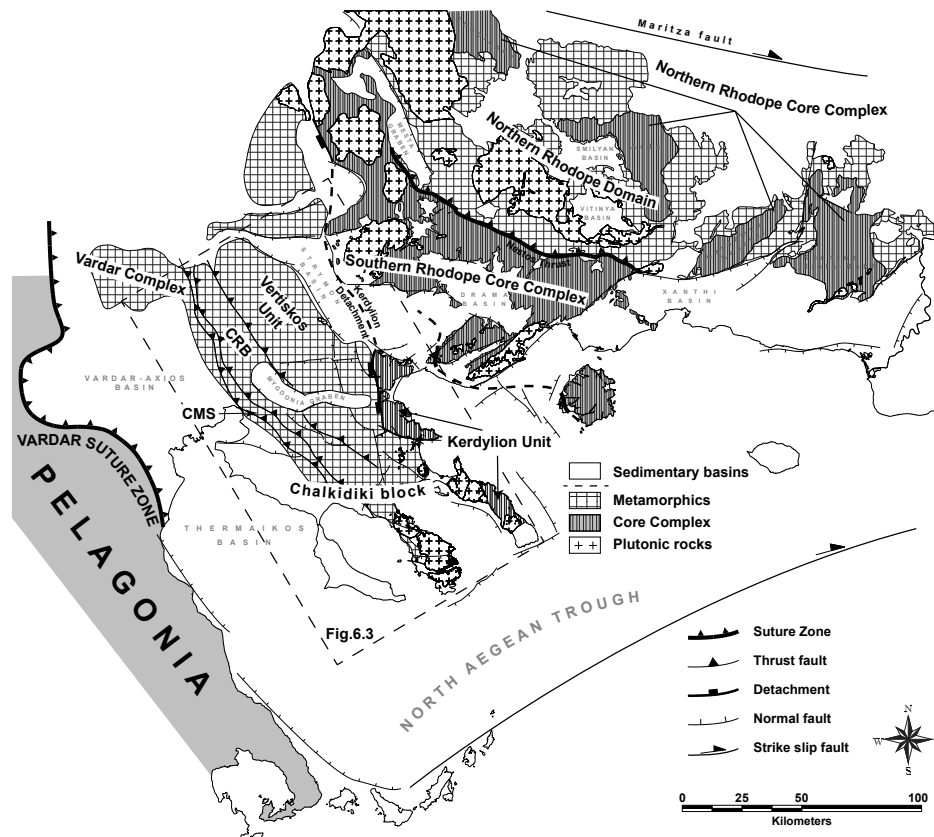 Maritza fault
Northern Rhodope
Core Complex
MESTA
GRABEN
Northern Rhodope
Domain
SMILYAN
BASIN
VITINYA
BASIN
Nestos Thrust
Southern Rhodope Core Complex
DRAMA
BASIN
XANTHI
BASIN
STRYMON
BASIN
Kerdylion
Detachment
Vardar Complex
Vertiskos
Unit
CRB
MYGDONIA GRABEN
VARDAR-AXIOS
BASIN
CMS
VARDAR SUTURE ZONE
PELAGONIA
Kerdylion Unit
Chalkidiki block
THERMAIKOS
BASIN
Fig.6.3
NORTH AEGEAN TROUGH
Sedimentary basins
Metamorphics
Core Complex
Plutonic rocks
Suture Zone
Thrust fault
Detachment
Normal fault
Strike slip fault
N
W
E
S
0 25 50 100
Kilometers